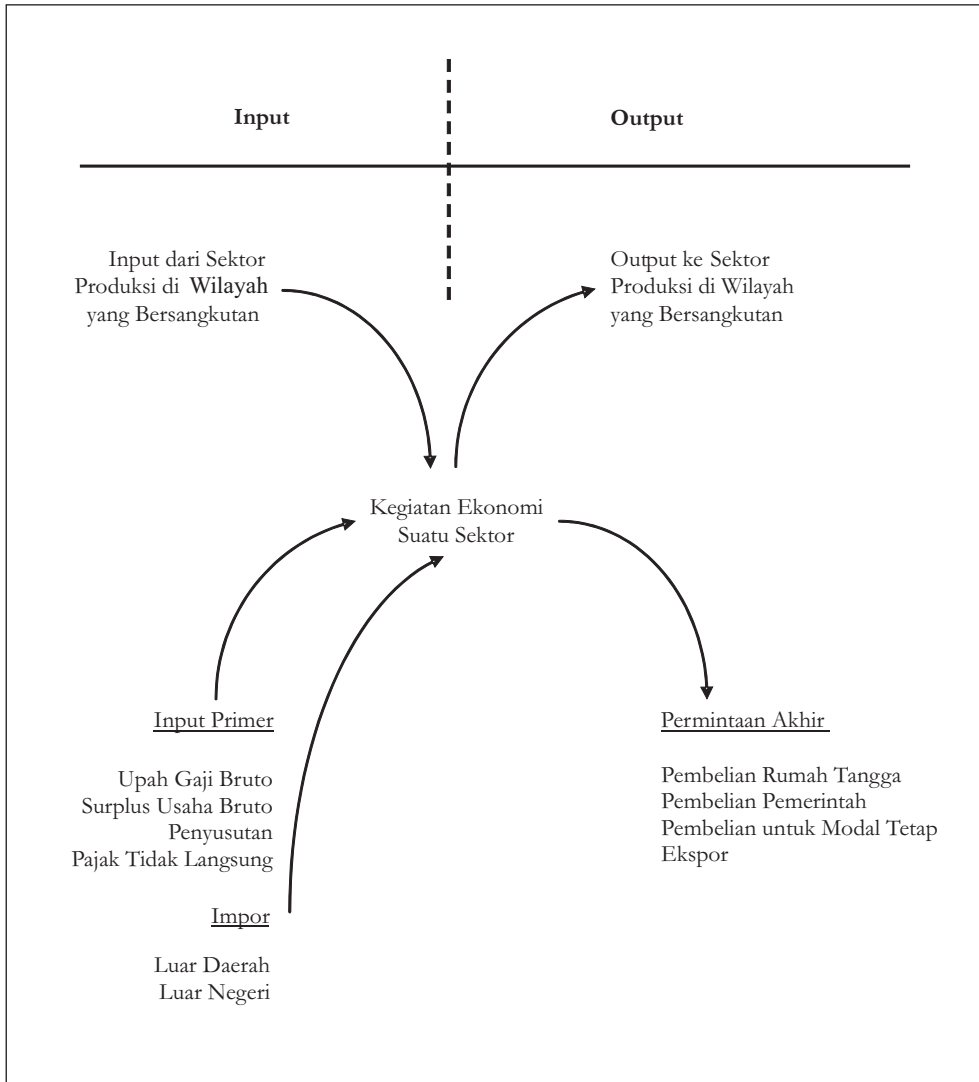 Input
Output
Input dari Sektor
Produksi di Wilayah
yang Bersangkutan
Output ke Sektor
Produksi di Wilayah
yang Bersangkutan
Kegiatan Ekonomi
Suatu Sektor
Input Primer
Upah Gaji Bruto
Surplus Usaha Bruto
Penyusutan
Pajak Tidak Langsung
Impor
Luar Daerah
Luar Negeri
Permintaan Akhir
Pembelian Rumah Tangga
Pembelian Pemerintah
Pembelian untuk Modal Tetap
Ekspor